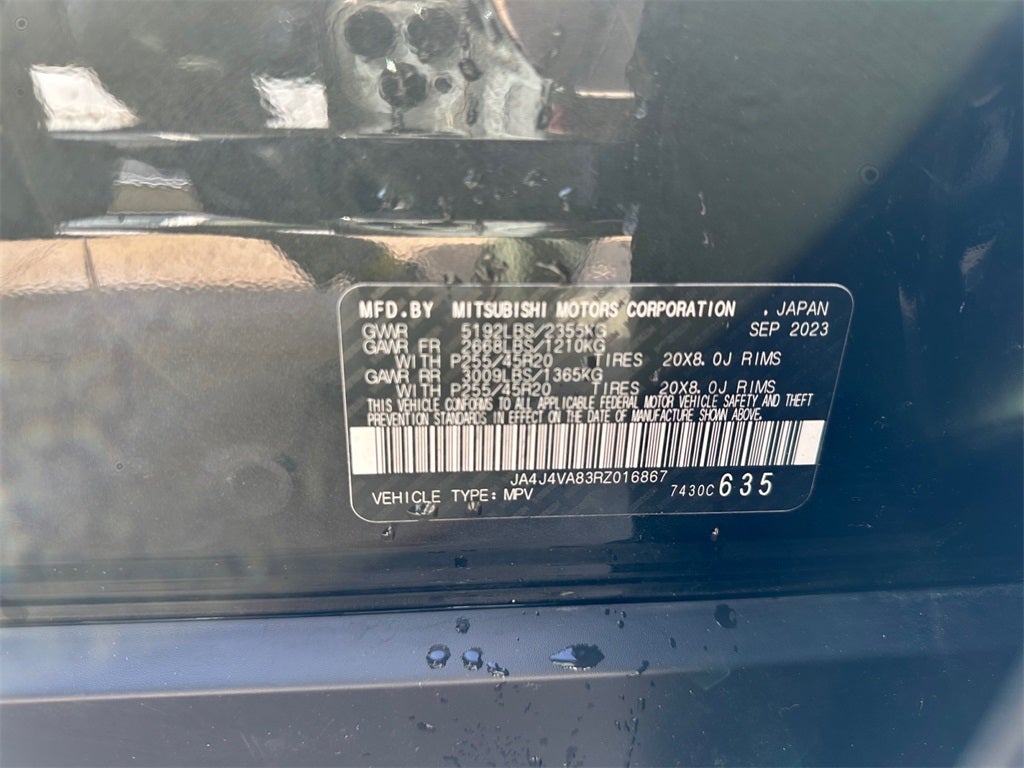 MFD.BY MITSUBISHI MOTORS CORPORATION . JAPAN
GVWR 5192LBS/2355KG SEP 2023
GAWR FR 2668LBS/1210KG
WITH P255/45R20 TIRES 20X8.0J RIMS
GAWR RR 3009LBS/1365KG
WITH P255/45R20 TIRES 20X8.0J RIMS
THIS VEHICLE CONFORMS TO ALL APPLICABLE FEDERAL MOTOR VEHICLE SAFETY AND THEFT
PREVENTION STANDARDS IN EFFECT ON THE DATE OF MANUFACTURE SHOWN ABOVE.
JA4J4VA83RZ016867
VEHICLE TYPE: MPV 7430C 635